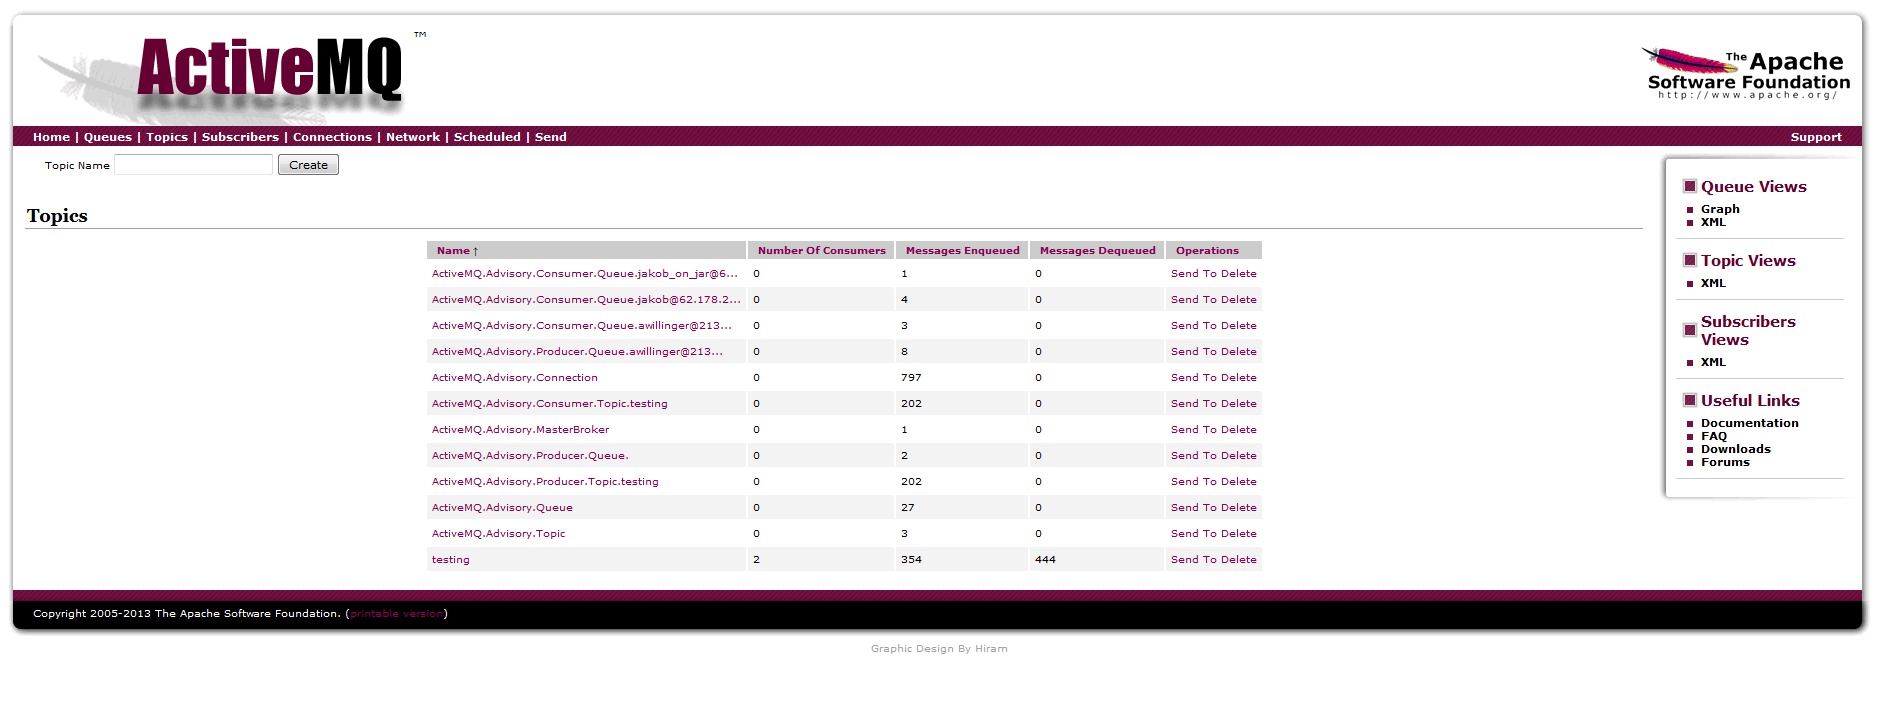 ActiveMQ ™
The Apache
Software Foundation
http://www.apache.org/
Home | Queues | Topics | Subscribers | Connections | Network | Scheduled | Send
Support
Topic Name Create
Topics
Name ↑ Number Of Consumers Messages Enqueued Messages Dequeued Operations
ActiveMQ.Advisory.Consumer.Queue.jakob_on_jar@6... 0 1 0 Send To Delete
ActiveMQ.Advisory.Consumer.Queue.jakob@62.178.2... 0 4 0 Send To Delete
ActiveMQ.Advisory.Consumer.Queue.awillinger@213... 0 3 0 Send To Delete
ActiveMQ.Advisory.Producer.Queue.awillinger@213... 0 8 0 Send To Delete
ActiveMQ.Advisory.Connection 0 797 0 Send To Delete
ActiveMQ.Advisory.Consumer.Topic.testing 0 202 0 Send To Delete
ActiveMQ.Advisory.MasterBroker 0 1 0 Send To Delete
ActiveMQ.Advisory.Producer.Queue. 0 2 0 Send To Delete
ActiveMQ.Advisory.Producer.Topic.testing 0 202 0 Send To Delete
ActiveMQ.Advisory.Queue 0 27 0 Send To Delete
ActiveMQ.Advisory.Topic 0 3 0 Send To Delete
testing 2 354 444 Send To Delete
Queue Views
Graph
XML
Topic Views
XML
Subscribers
Views
XML
Useful Links
Documentation
FAQ
Downloads
Forums
Copyright 2005-2013 The Apache Software Foundation. (printable version)
Graphic Design By Hiram